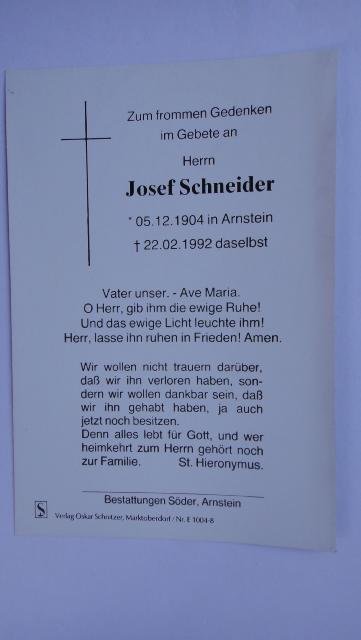 Zum frommen Gedenken
im Gebete an
Herrn
Josef Schneider
* 05.12.1904 in Arnstein
† 22.02.1992 daselbst
Vater unser. - Ave Maria.
O Herr, gib ihm die ewige Ruhe!
Und das ewige Licht leuchte ihm!
Herr, lasse ihn ruhen in Frieden! Amen.
Wir wollen nicht trauern darüber,
daß wir ihn verloren haben, son-
dern wir wollen dankbar sein, daß
wir ihn gehabt haben, ja auch
jetzt noch besitzen.
Denn alles lebt für Gott, und wer
heimkehrt zum Herrn gehört noch
zur Familie. St. Hieronymus.
Bestattungen Söder, Arnstein
S Verlag Oskar Schnitzer, Marktoberdorf / Nr. E 1004-8